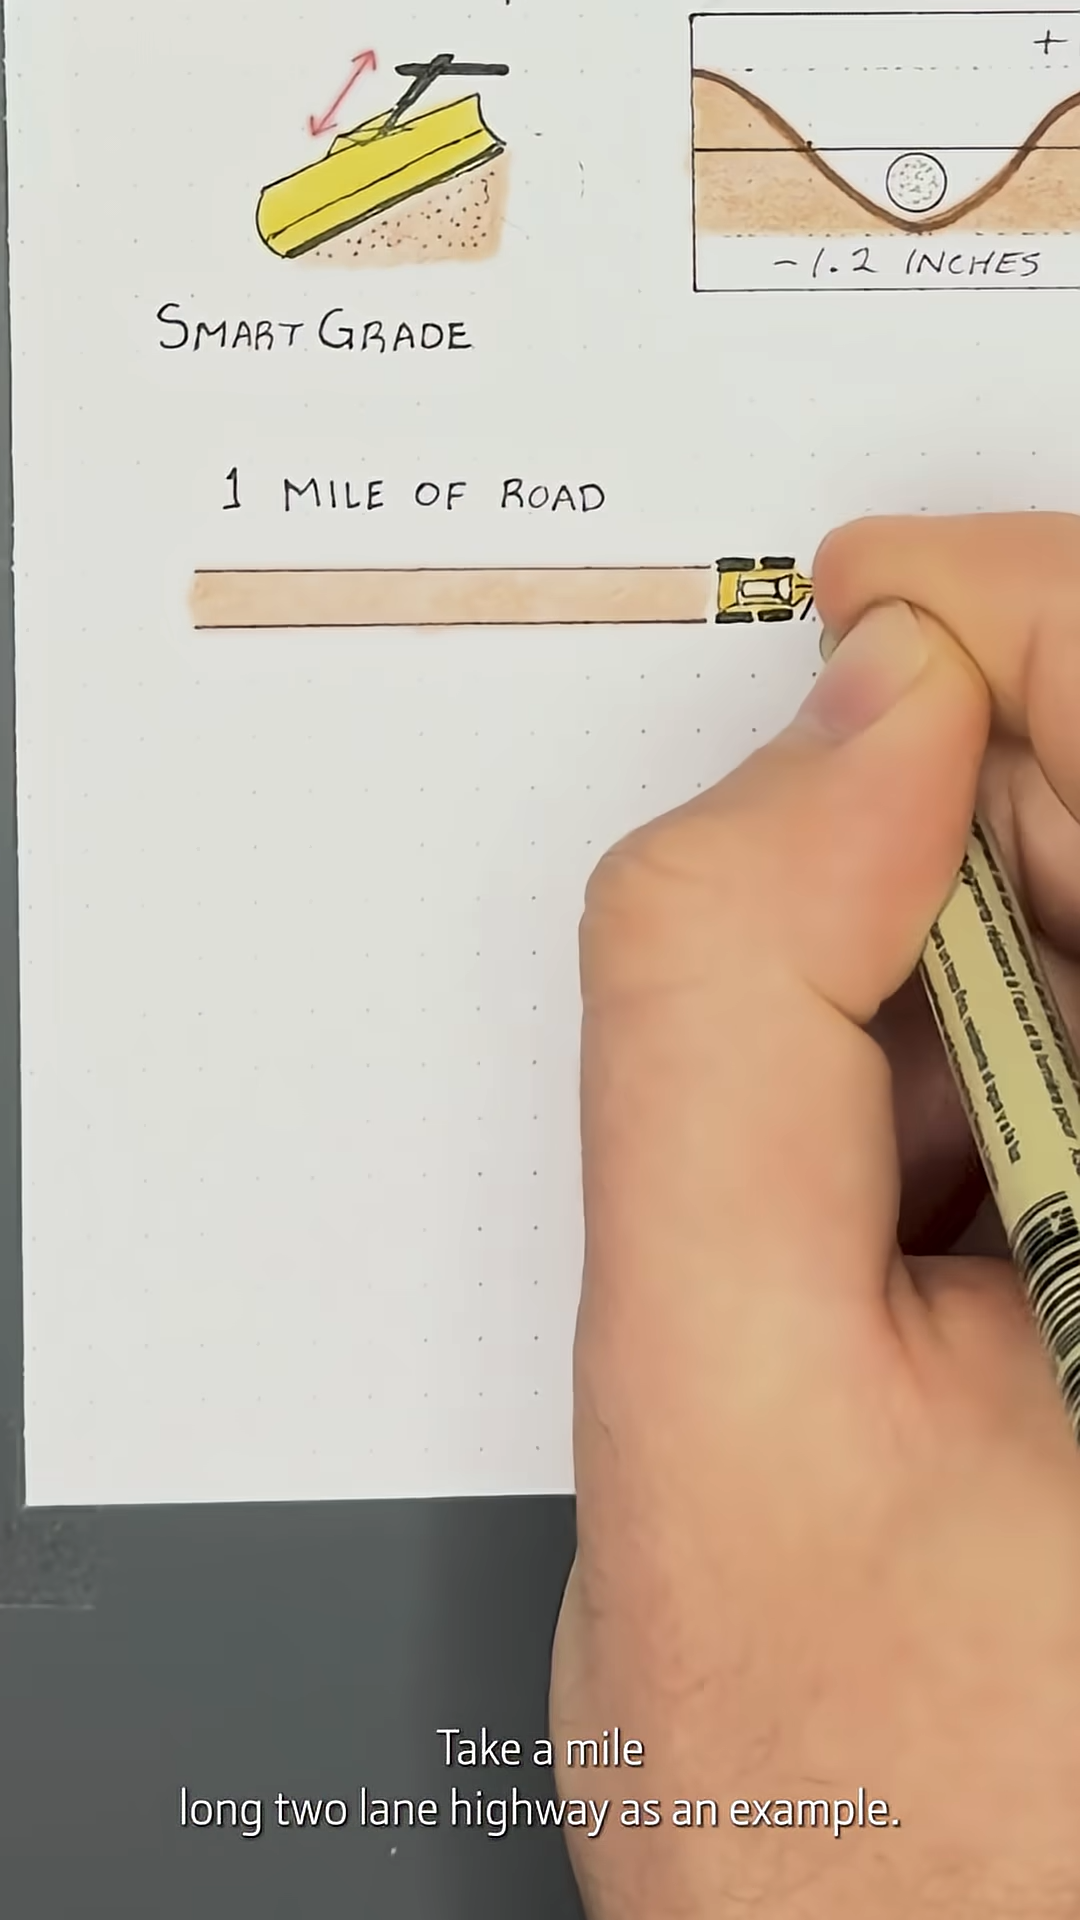 +
-1.2 INCHES
SMART GRADE
1 MILE OF ROAD
Take a mile
long two lane highway as an example.